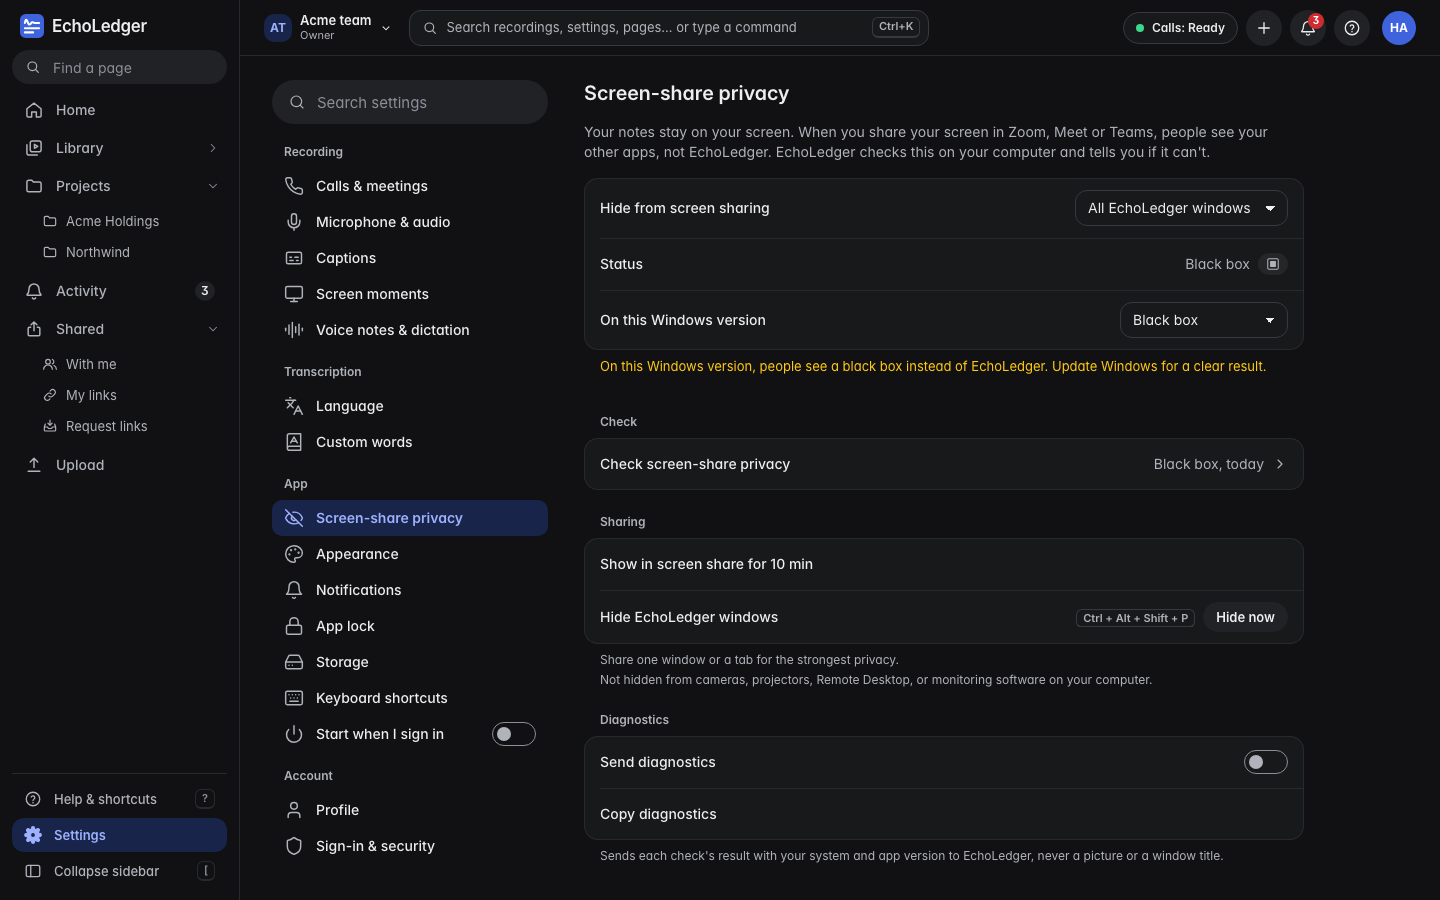 EchoLedger
Find a page
Home
Library
Projects
Acme Holdings
Northwind
Activity
3
Shared
With me
My links
Request links
Upload
Help & shortcuts
?
Settings
Collapse sidebar
[
AT
Acme team
Owner
Search recordings, settings, pages... or type a command
Ctrl+K
Calls: Ready
3
HA
Search settings
Recording
Calls & meetings
Microphone & audio
Captions
Screen moments
Voice notes & dictation
Transcription
Language
Custom words
App
Screen-share privacy
Appearance
Notifications
App lock
Storage
Keyboard shortcuts
Start when I sign in
Account
Profile
Sign-in & security
Screen-share privacy
Your notes stay on your screen. When you share your screen in Zoom, Meet or Teams, people see your
other apps, not EchoLedger. EchoLedger checks this on your computer and tells you if it can't.
Hide from screen sharing
All EchoLedger windows
Status
Black box
On this Windows version
Black box
On this Windows version, people see a black box instead of EchoLedger. Update Windows for a clear result.
Check
Check screen-share privacy
Black box, today
Sharing
Show in screen share for 10 min
Hide EchoLedger windows
Ctrl + Alt + Shift + P
Hide now
Share one window or a tab for the strongest privacy.
Not hidden from cameras, projectors, Remote Desktop, or monitoring software on your computer.
Diagnostics
Send diagnostics
Copy diagnostics
Sends each check's result with your system and app version to EchoLedger, never a picture or a window title.